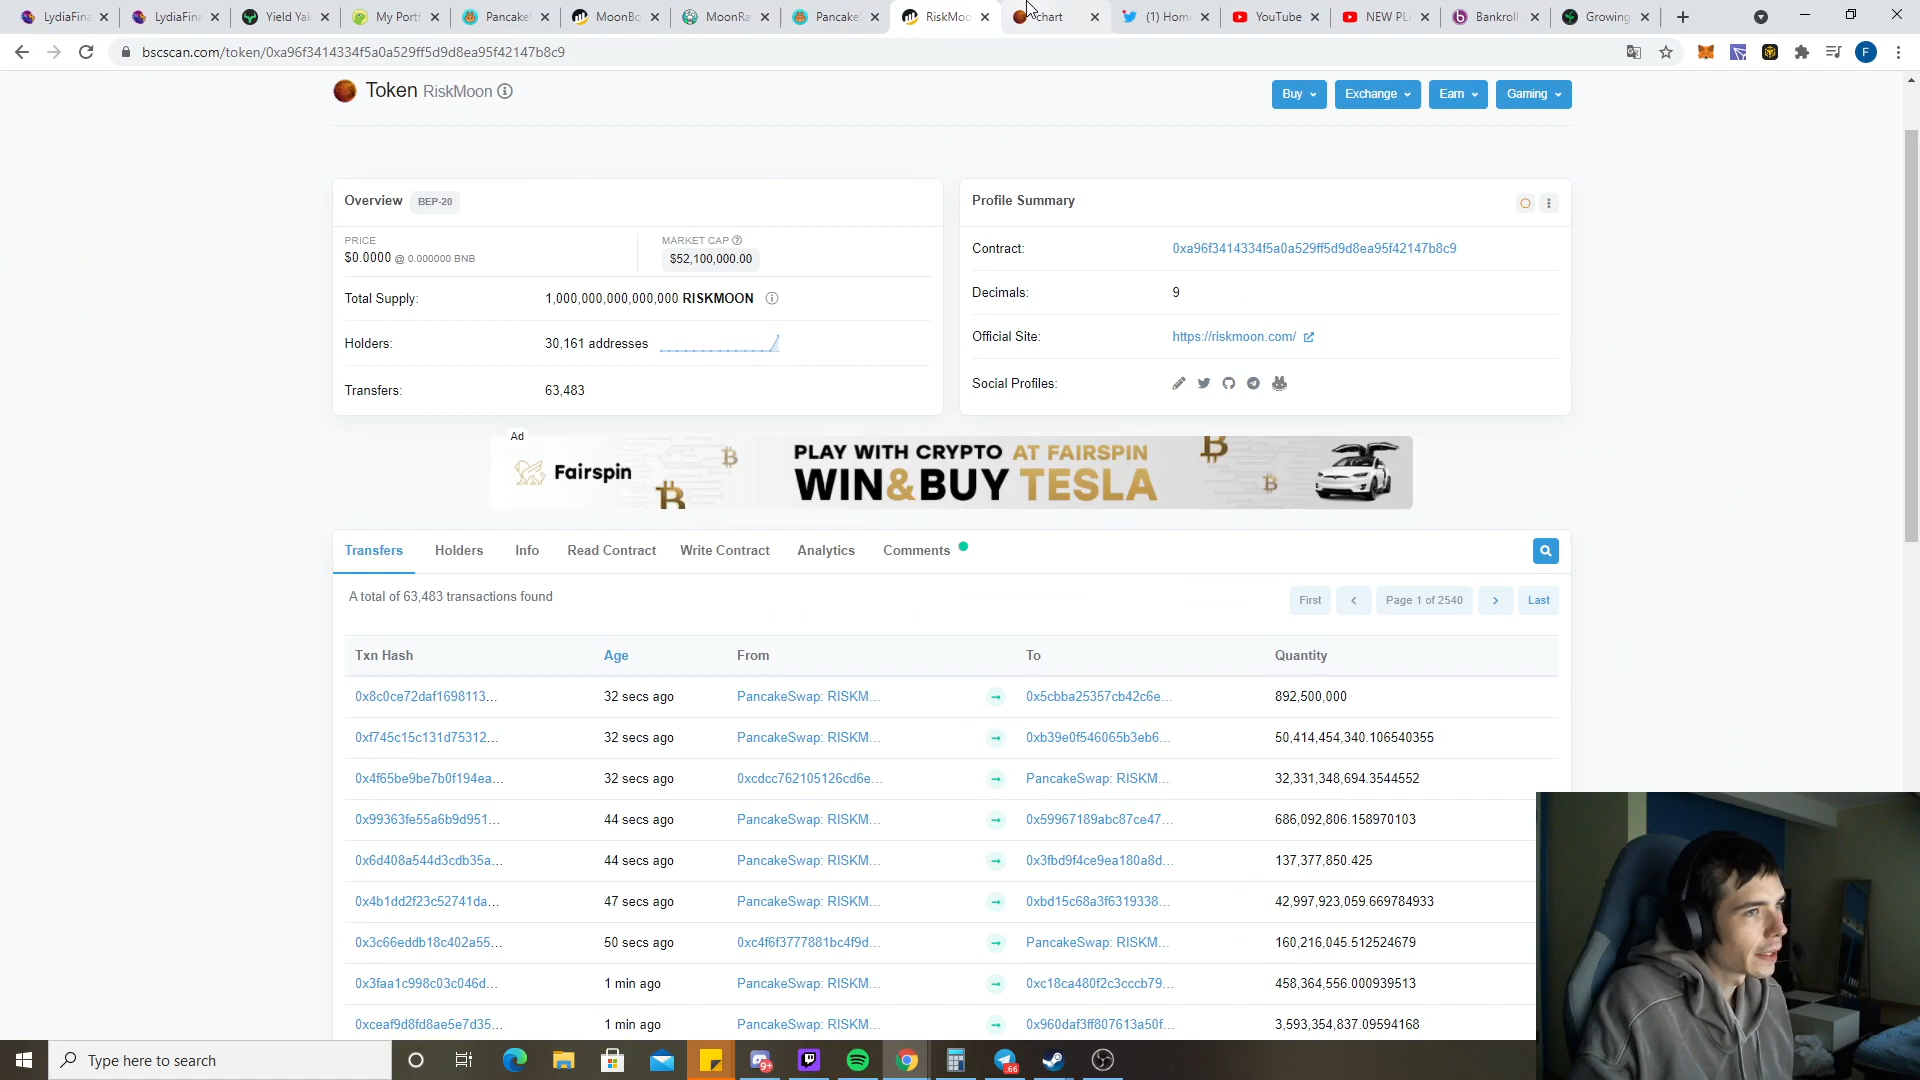 LydiaFina
LydiaFina
Yield Yak
My Portf
PancakeS
MoonBo
MoonRa
PancakeS
RiskMoo
chart
(1) Hom
YouTube
NEW PL
Bankroll
Growing
bscscan.com/token/0xa96f3414334f5a0a529ff5d9d8ea95f42147b8c9
F
Token RiskMoon
Buy
Exchange
Earn
Gaming
Overview BEP-20
PRICE
$0.0000 @ 0.000000 BNB
MARKET CAP
$52,100,000.00
Total Supply: 1,000,000,000,000,000 RISKMOON
Holders: 30,161 addresses
Transfers: 63,483
Profile Summary
Contract: 0xa96f3414334f5a0a529ff5d9d8ea95f42147b8c9
Decimals: 9
Official Site: https://riskmoon.com/
Social Profiles:
Ad
Fairspin
PLAY WITH CRYPTO AT FAIRSPIN
WIN&BUY TESLA
Transfers Holders Info Read Contract Write Contract Analytics Comments
A total of 63,483 transactions found
First
Page 1 of 2540
Last
Txn Hash Age From To Quantity
0x8c0ce72daf1698113... 32 secs ago PancakeSwap: RISKM... 0x5cbba25357cb42c6e... 892,500,000
0xf745c15c131d75312... 32 secs ago PancakeSwap: RISKM... 0xb39e0f546065b3eb6... 50,414,454,340.106540355
0x4f65be9be7b0f194ea... 32 secs ago 0xcdcc762105126cd6e... PancakeSwap: RISKM... 32,331,348,694.3544552
0x99363fe55a6b9d951... 44 secs ago PancakeSwap: RISKM... 0x59967189abc87ce47... 686,092,806.158970103
0x6d408a544d3cdb35a... 44 secs ago PancakeSwap: RISKM... 0x3fbd9f4ce9ea180a8d... 137,377,850.425
0x4b1dd2f23c52741da... 47 secs ago PancakeSwap: RISKM... 0xbd15c68a3f6319338... 42,997,923,059.669784933
0x3c66eddb18c402a55... 50 secs ago 0xc4f6f3777881bc4f9d... PancakeSwap: RISKM... 160,216,045.512524679
0x3faa1c998c03c046d... 1 min ago PancakeSwap: RISKM... 0xc18ca480f2c3cccb79... 458,364,556.000939513
0xceaf9d8fd8ae5e7d35... 1 min ago PancakeSwap: RISKM... 0x960daf3ff807613a50f... 3,593,354,837.09594168
Type here to search
9+
66